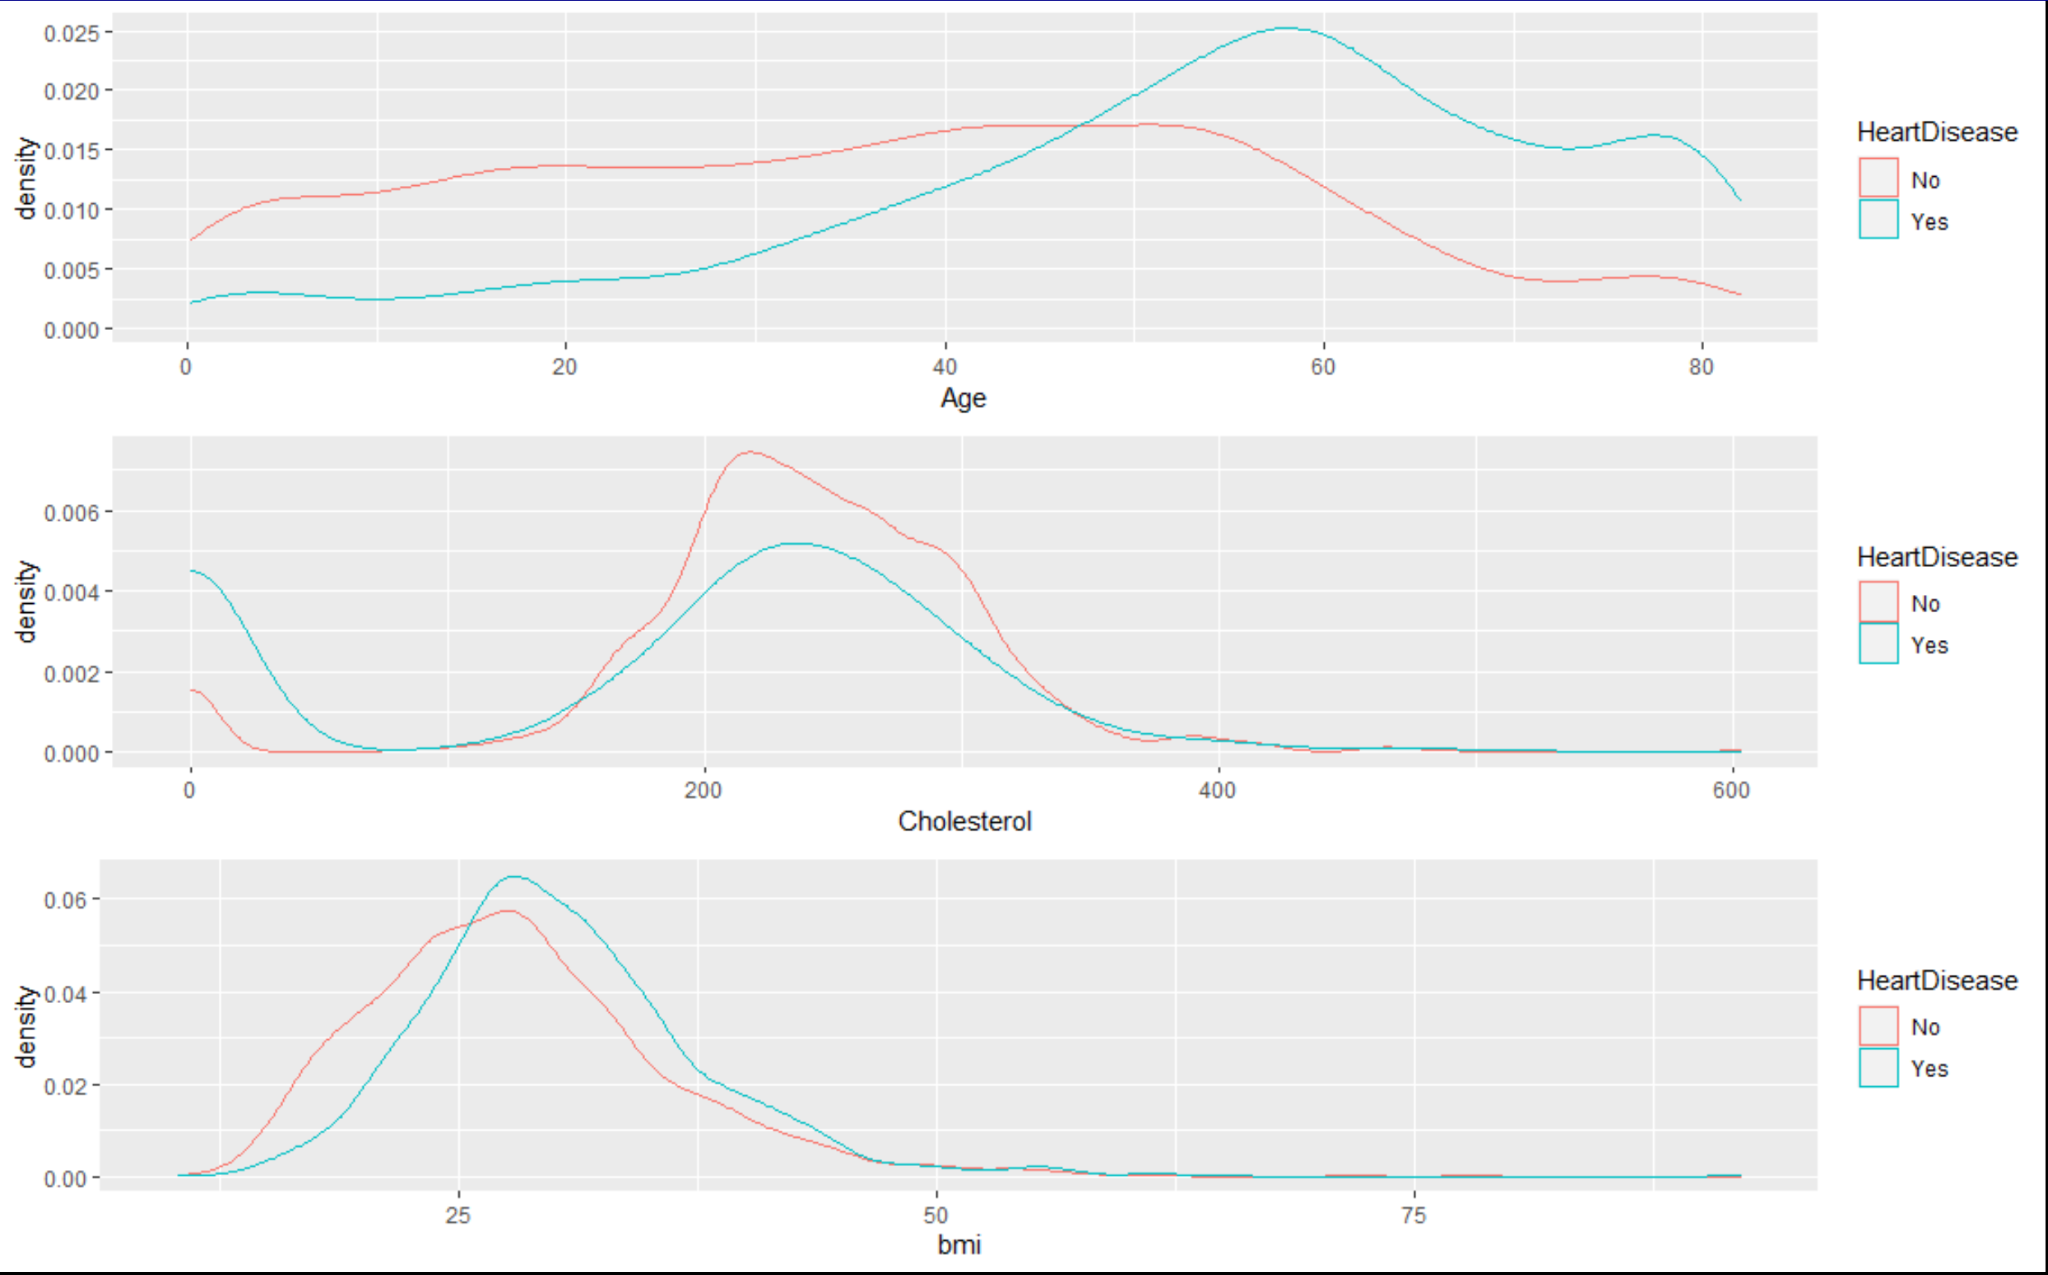 0.025
0.020
0.015
0.010
0.005
0.000
density
0 20 40 60 80
Age
HeartDisease
No
Yes
0.006
0.004
0.002
0.000
density
0 200 400 600
Cholesterol
HeartDisease
No
Yes
0.06
0.04
0.02
0.00
density
25 50 75
bmi
HeartDisease
No
Yes